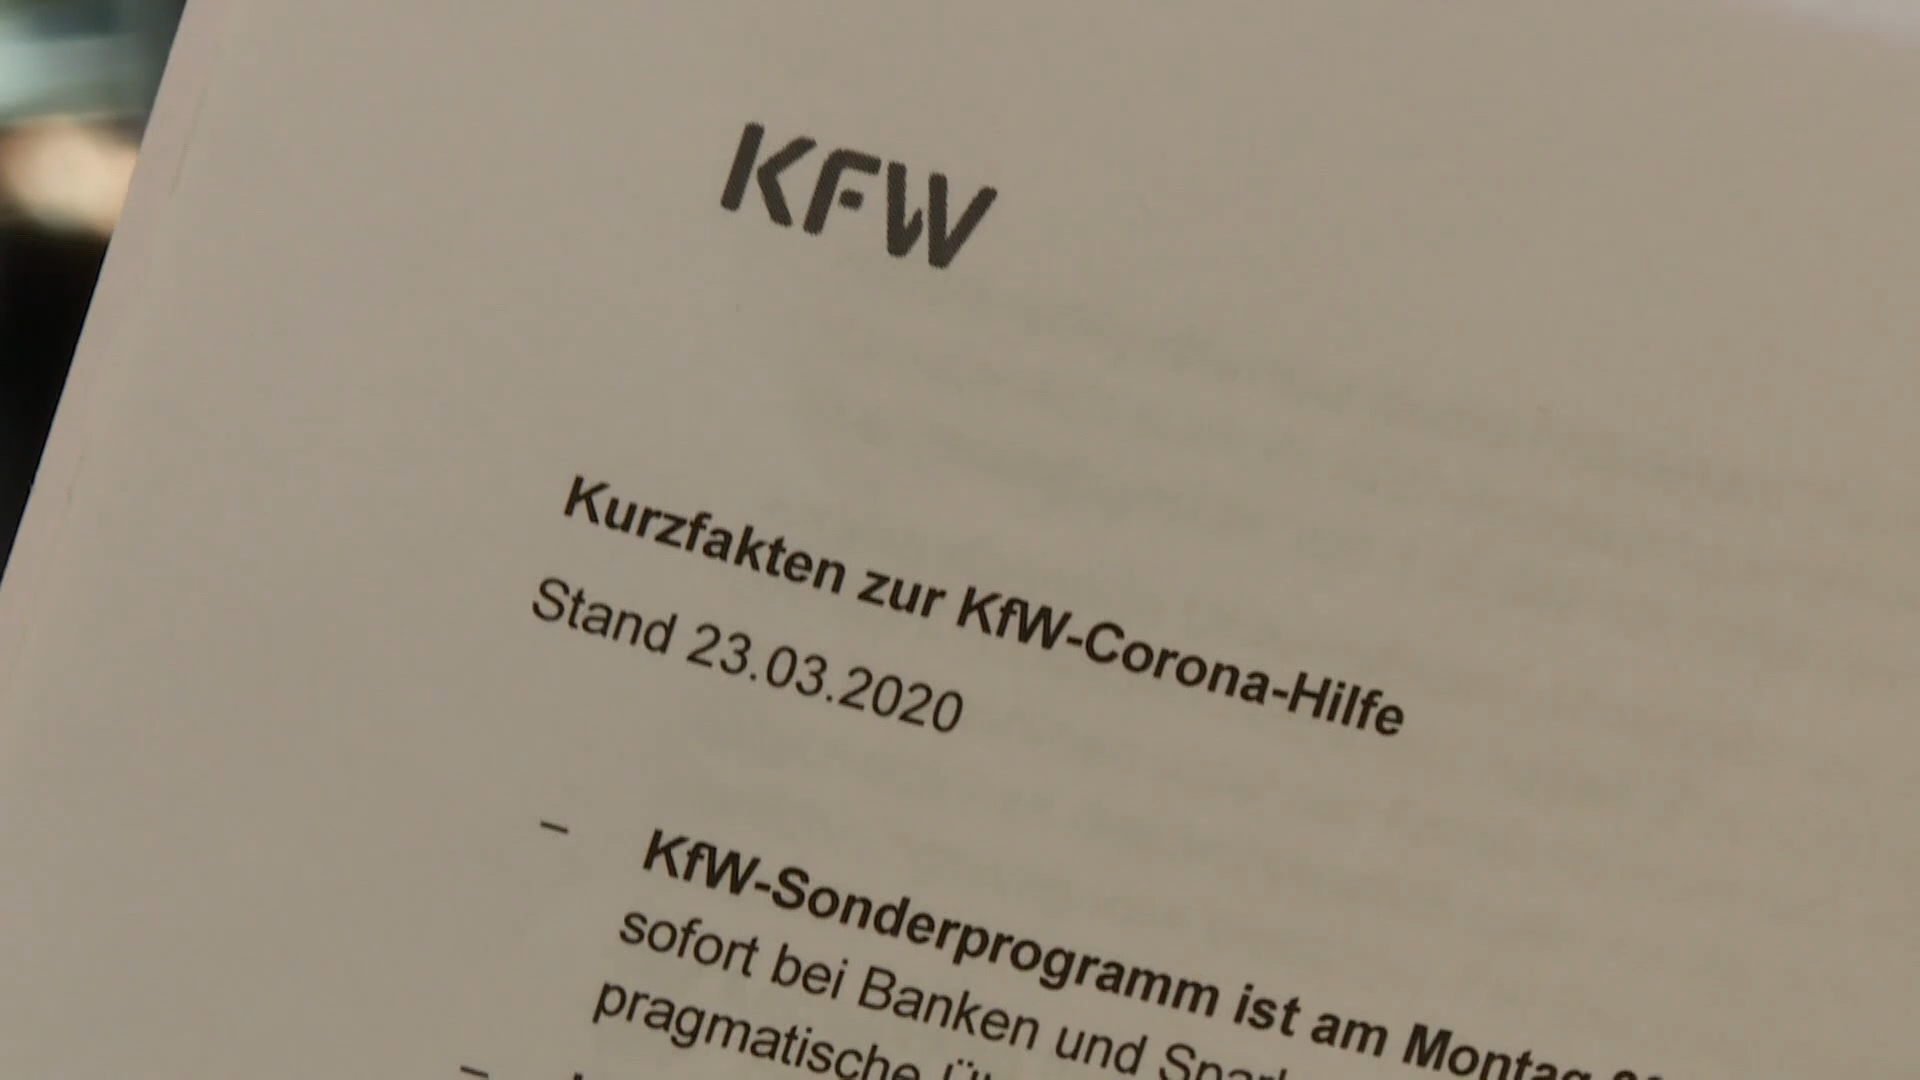 KFW
Kurzfakten zur KfW-Corona-Hilfe
Stand 23.03.2020
– KfW-Sonderprogramm ist am Montag
sofort bei Banken und
pragmatische
–